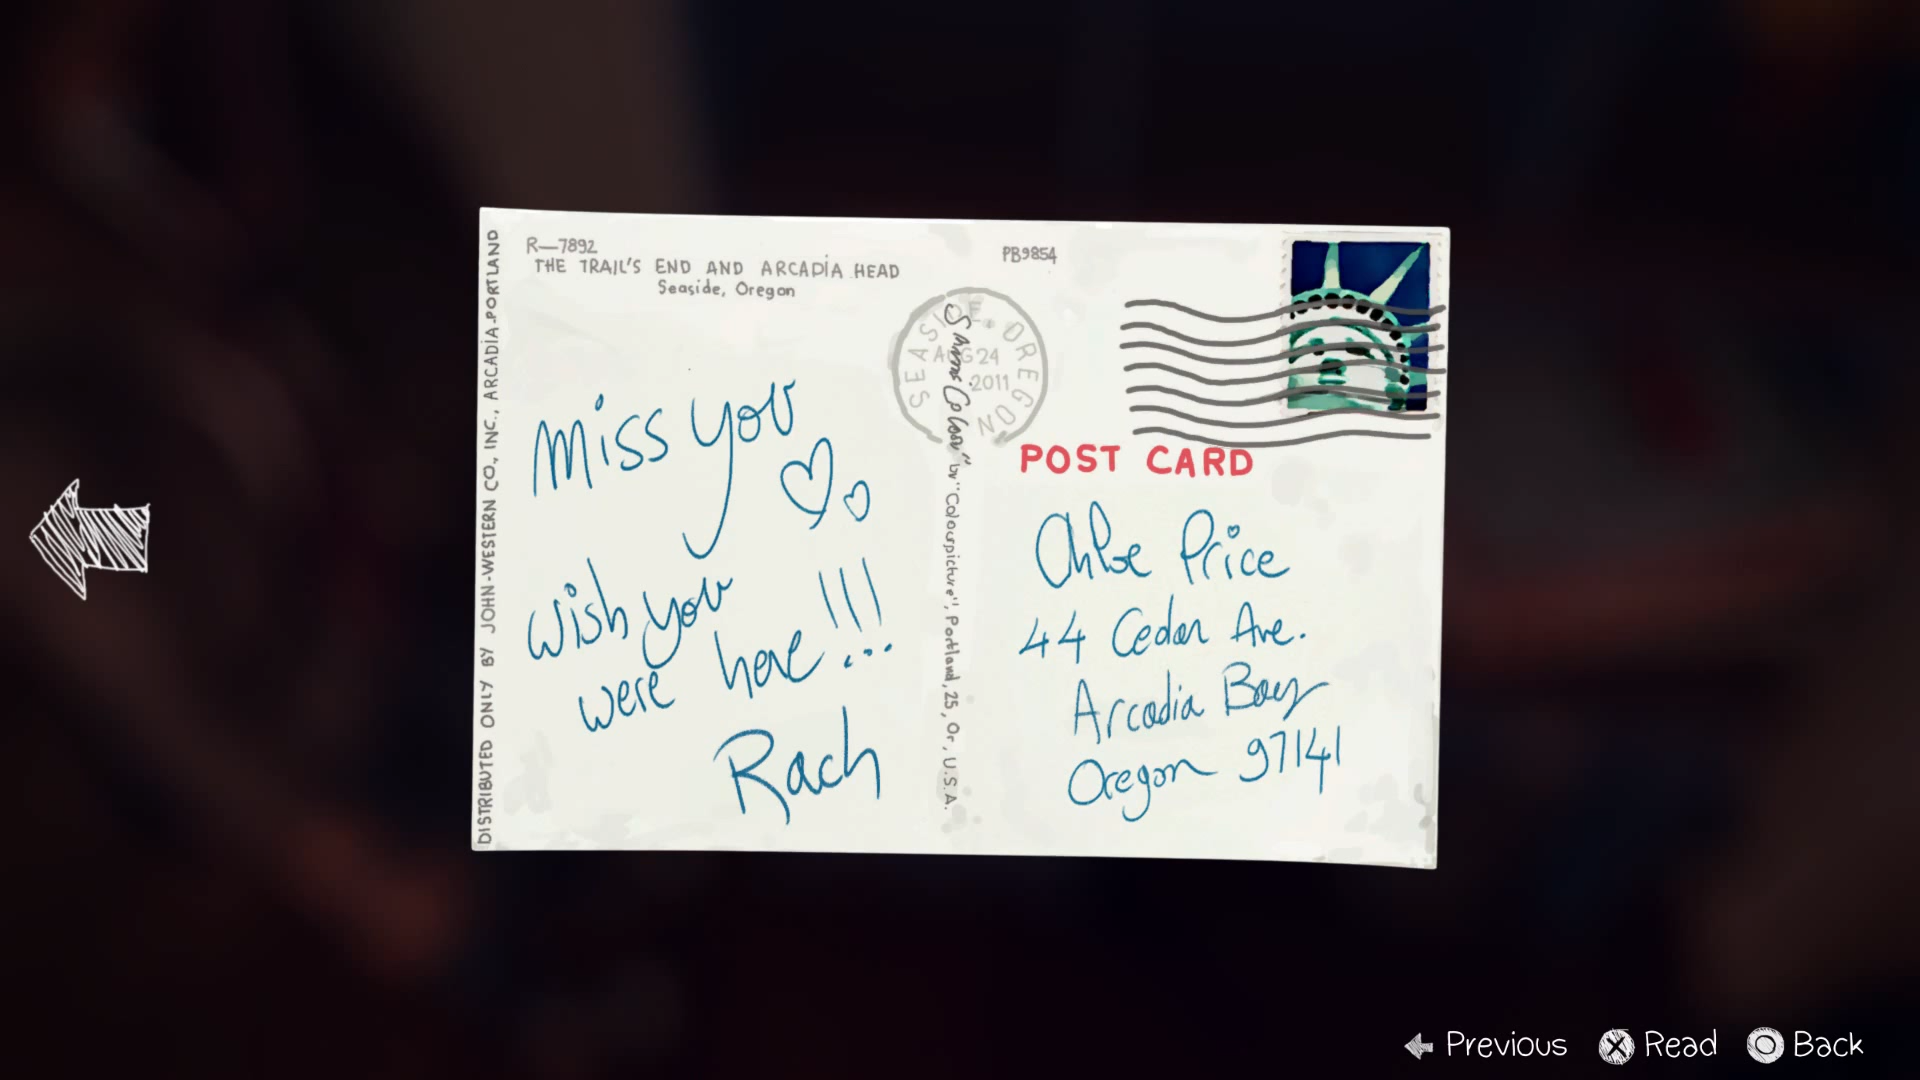 R—7892
THE TRAIL'S END AND ARCADIA HEAD
Seaside, Oregon
DISTRIBUTED ONLY BY JOHN-WESTERN CO., INC., ARCADIA-PORTLAND
Miss you
wish you
were here!!!
Rach
SEASIDE. OREGON
AUG 24
2011
by "Colourpicture", Portland, 25, Or, U.S.A.
PB9854
POST CARD
Chloe Price
44 Cedar Ave.
Arcadia Bay
Oregon 97141
Previous
Read
Back